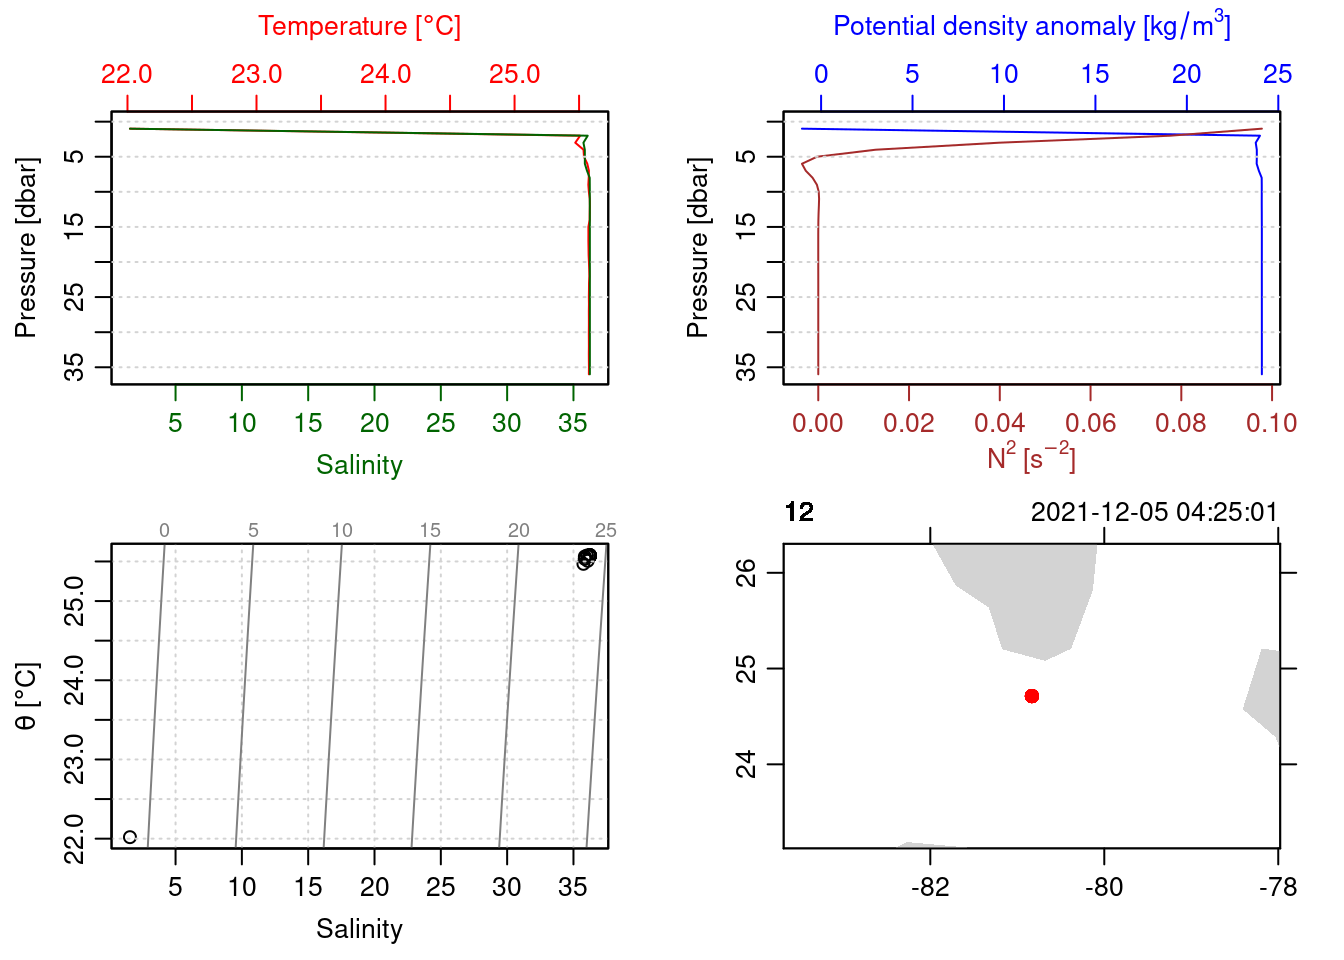 Temperature [°C]
22.0 23.0 24.0 25.0
Pressure [dbar]
5 15 25 35
5 10 15 20 25 30 35
Salinity
Potential density anomaly [kg/m³]
0 5 10 15 20 25
Pressure [dbar]
5 15 25 35
0.00 0.02 0.04 0.06 0.08 0.10
N² [s⁻²]
0 5 10 15 20 25
θ [°C]
22.0 23.0 24.0 25.0
5 10 15 20 25 30 35
Salinity
12 2021-12-05 04:25:01
26
25
24
-82 -80 -78